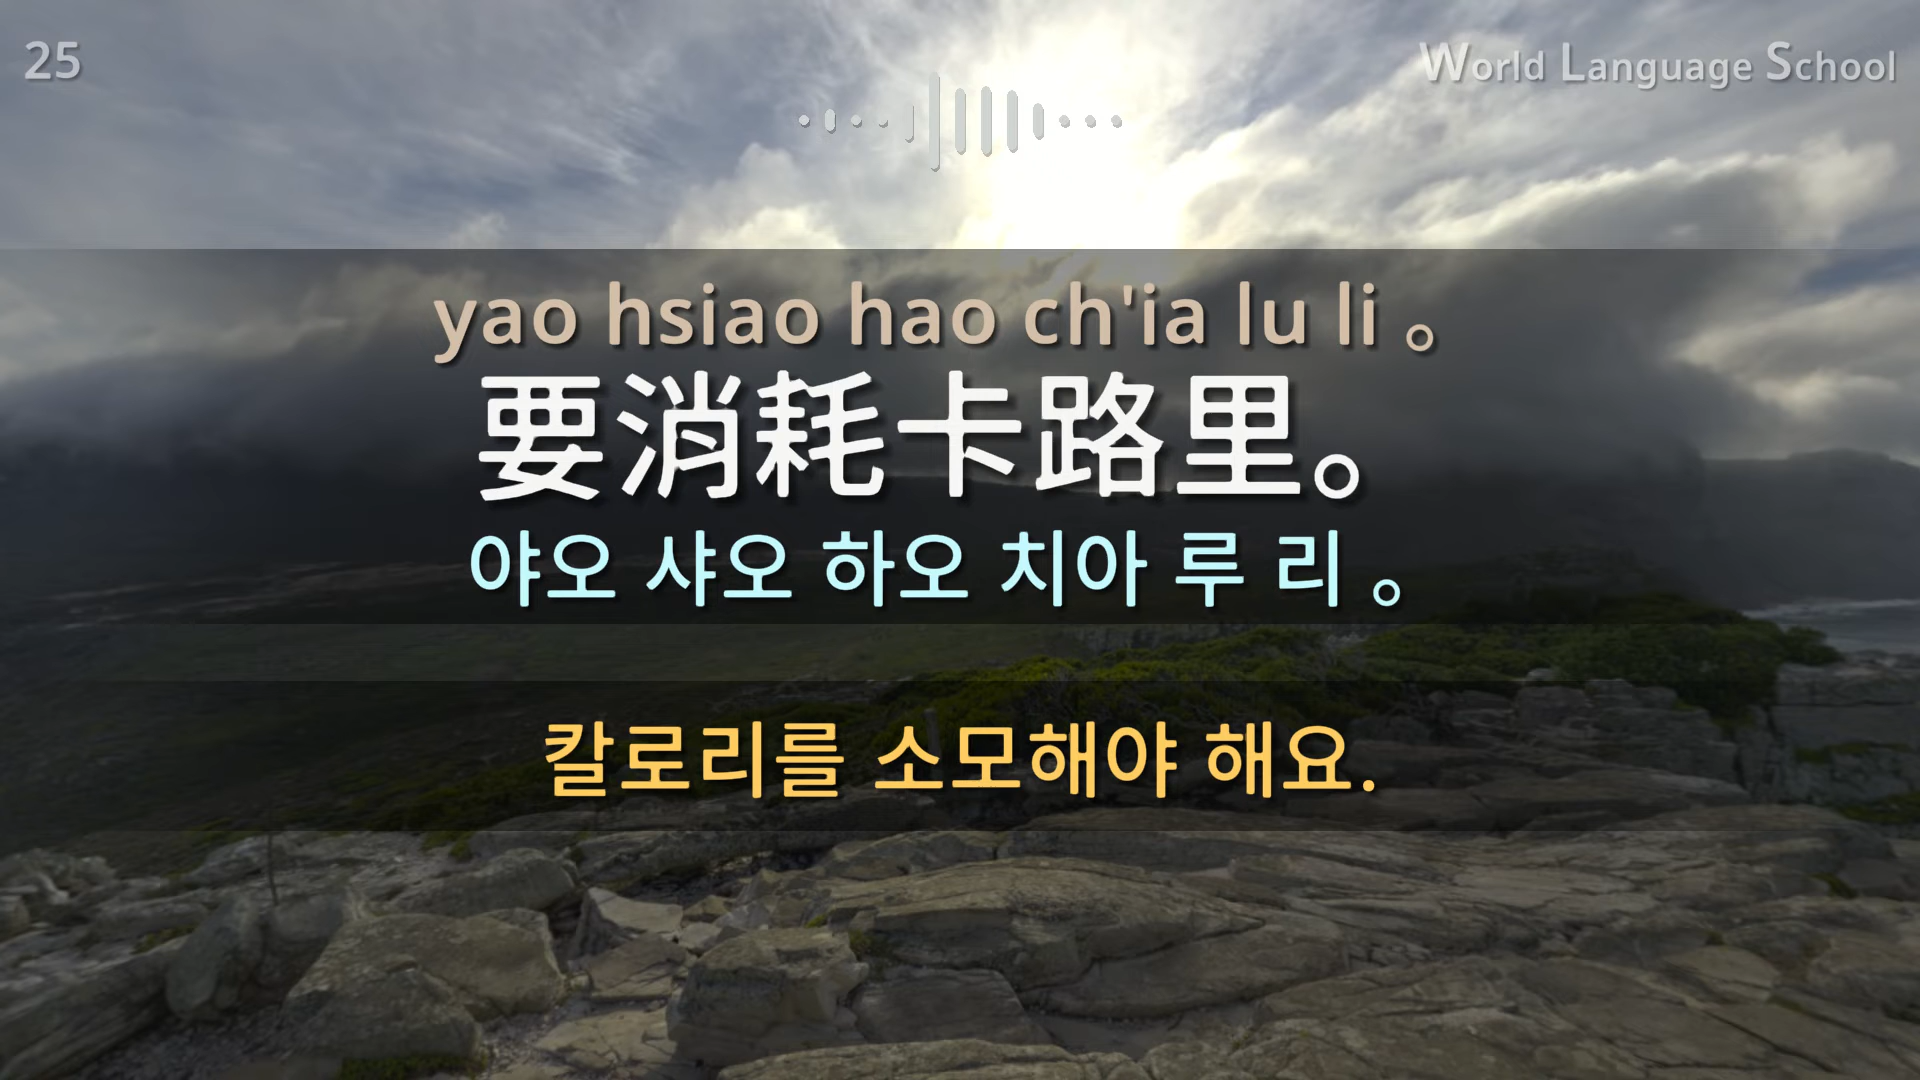 25
World Language School
yao hsiao hao ch'ia lu li 。
要消耗卡路里。
야오 샤오 하오 치아 루 리 。
칼로리를 소모해야 해요.